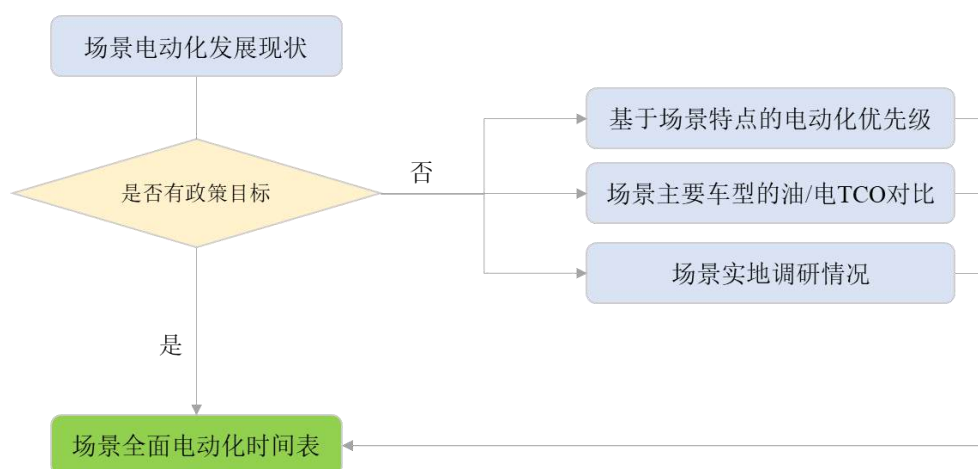 场景电动化发展现状
是否有政策目标
否
基于场景特点的电动化优先级
场景主要车型的油/电TCO对比
场景实地调研情况
是
场景全面电动化时间表